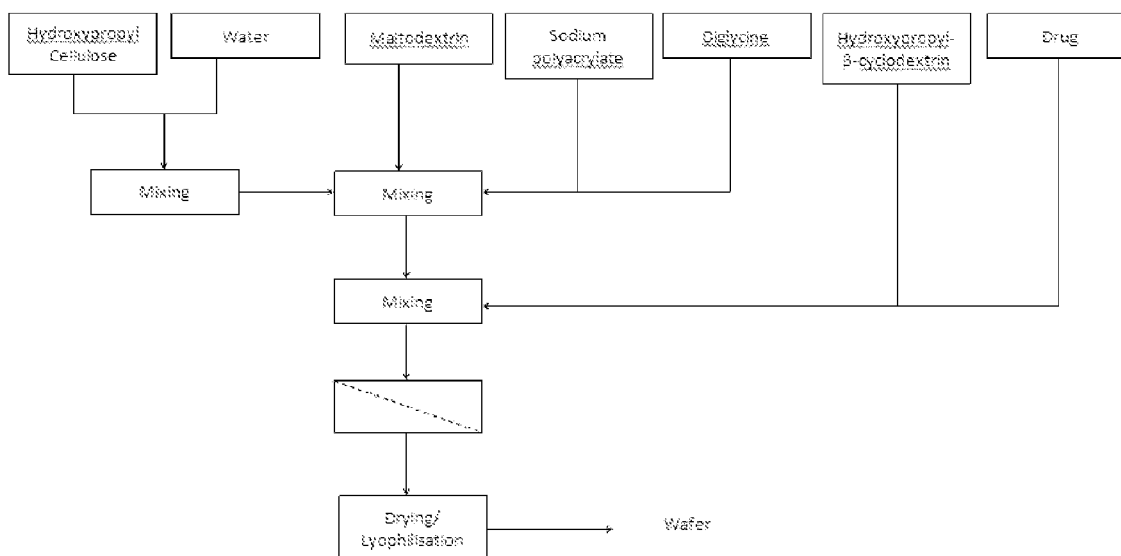 Hydroxypropyl
Cellulose
Water
Maltodextrin
Sodium
polyacrylate
Diglycine
Hydroxypropyl-
β-cyclodextrin
Drug
Mixing
Mixing
Mixing
Drying/
Lyophilisation
Wafer